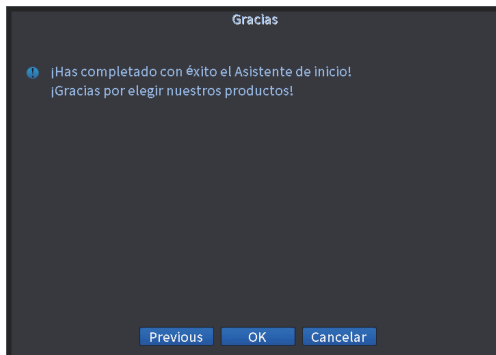 Gracias
¡Has completado con éxito el Asistente de inicio!
¡Gracias por elegir nuestros productos!
Previous OK Cancelar